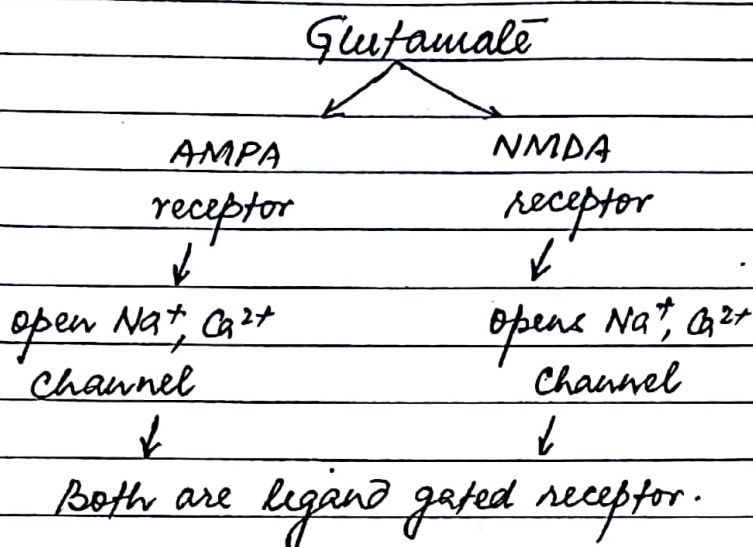 Glutamate
AMPA NMDA
receptor receptor
open Na⁺, Ca²⁺ opens Na⁺, Ca²⁺
channel channel
Both are ligand gated receptor.